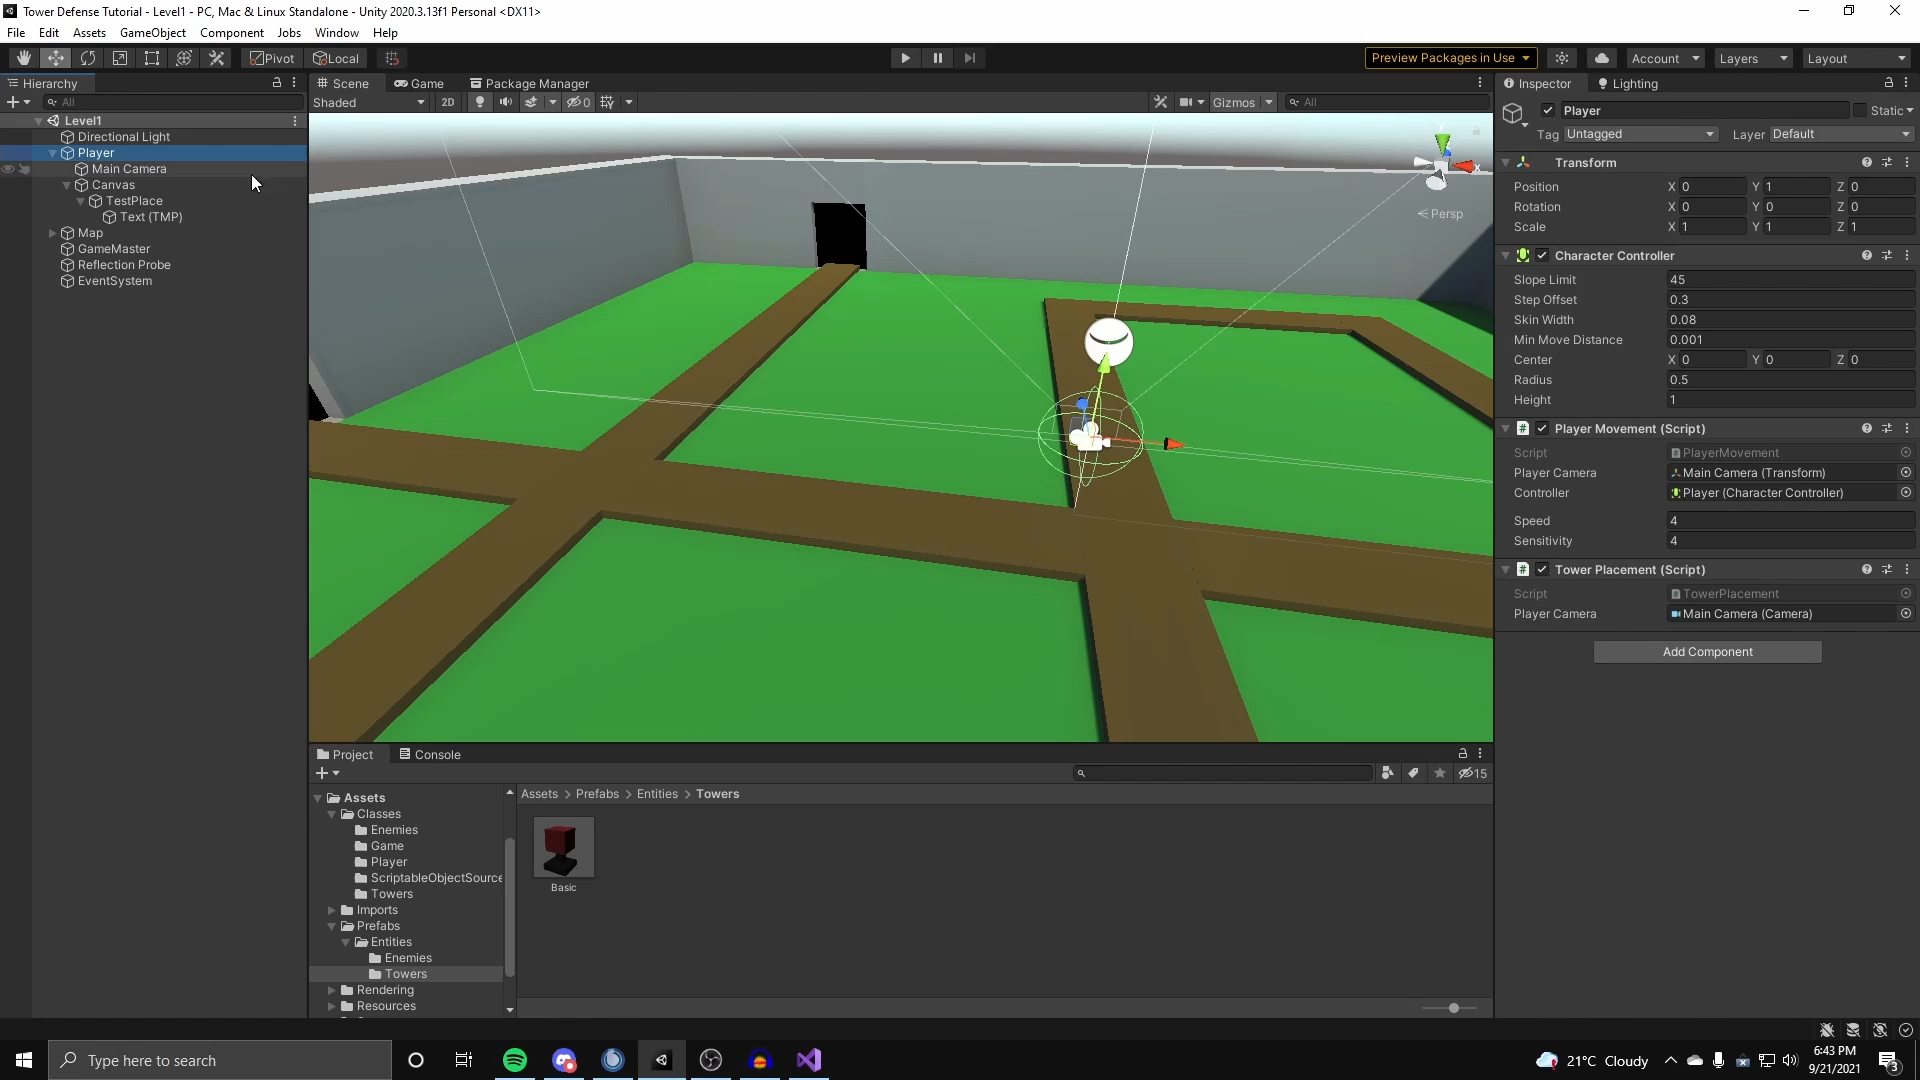 Tower Defense Tutorial - Level1 - PC, Mac & Linux Standalone - Unity 2020.3.13f1 Personal <DX11>
File Edit Assets GameObject Component Jobs Window Help
Pivot Local Preview Packages in Use Account Layers Layout
Hierarchy
All
Level1
Directional Light
Player
Main Camera
Canvas
TestPlace
Text (TMP)
Map
GameMaster
Reflection Probe
EventSystem
Scene Game Package Manager
Shaded 2D 0 Gizmos All
Y
X
Persp
Inspector Lighting
Player Static
Tag Untagged Layer Default
Transform
Position X 0 Y 1 Z 0
Rotation X 0 Y 0 Z 0
Scale X 1 Y 1 Z 1
Character Controller
Slope Limit 45
Step Offset 0.3
Skin Width 0.08
Min Move Distance 0.001
Center X 0 Y 0 Z 0
Radius 0.5
Height 1
Player Movement (Script)
Script PlayerMovement
Player Camera Main Camera (Transform)
Controller Player (Character Controller)
Speed 4
Sensitivity 4
Tower Placement (Script)
Script TowerPlacement
Player Camera Main Camera (Camera)
Add Component
Project Console
15
Assets
Classes
Enemies
Game
Player
ScriptableObjectSource
Towers
Imports
Prefabs
Entities
Enemies
Towers
Rendering
Resources
Assets > Prefabs > Entities > Towers
Basic
Type here to search
21°C Cloudy
6:43 PM
9/21/2021
3